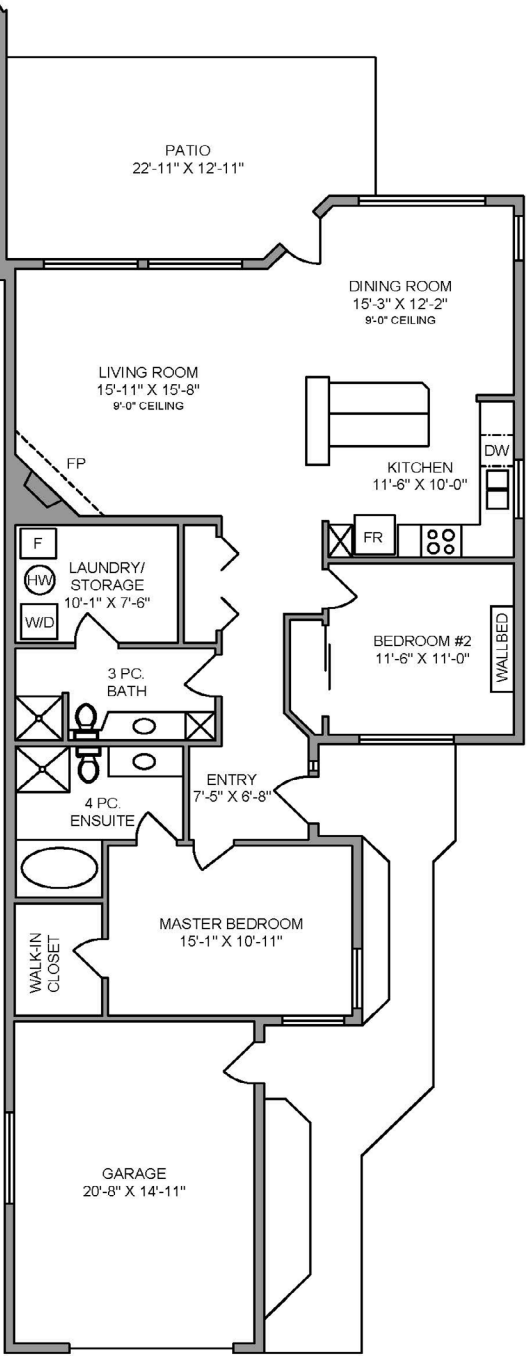 PATIO
22'-11" X 12'-11"
DINING ROOM
15'-3" X 12'-2"
9'-0" CEILING
LIVING ROOM
15'-11" X 15'-8"
9'-0" CEILING
FP
KITCHEN
11'-6" X 10'-0"
DW
FR
F
HW
W/D
LAUNDRY/
STORAGE
10'-1" X 7'-6"
BEDROOM #2
11'-6" X 11'-0"
WALLBED
3 PC.
BATH
ENTRY
7'-5" X 6'-8"
4 PC.
ENSUITE
MASTER BEDROOM
15'-1" X 10'-11"
WALK-IN
CLOSET
GARAGE
20'-8" X 14'-11"